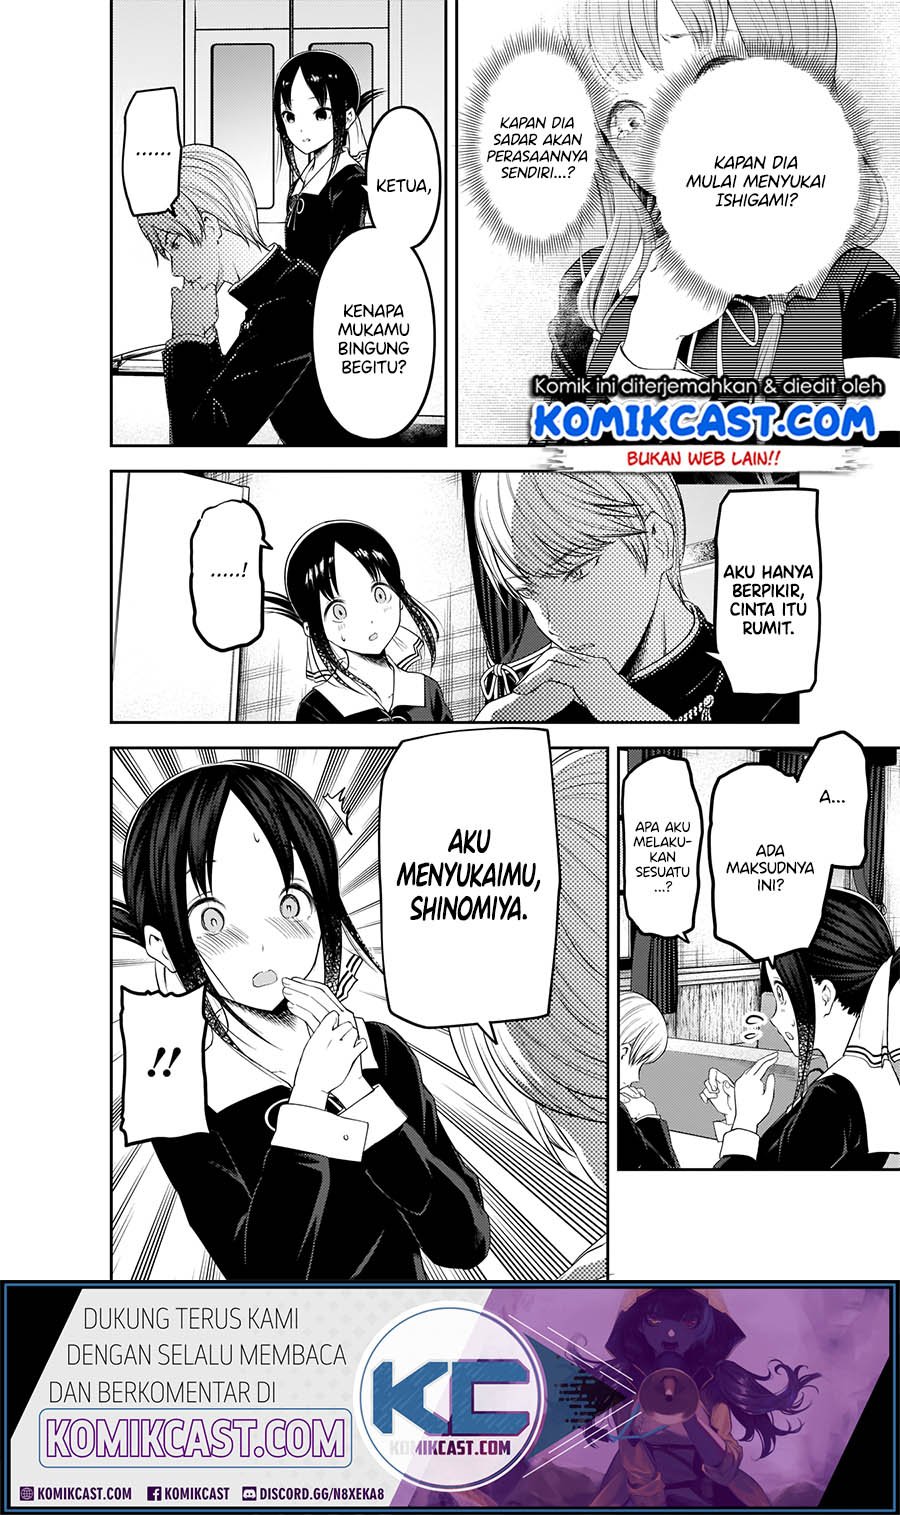 KAPAN DIA
MULAI MENYUKAI
ISHIGAMI?
KAPAN DIA
SADAR AKAN
PERASAANNYA
SENDIRI...?
KETUA,
KENAPA
MUKAMU
BINGUNG
BEGITU?
......
Komik ini diterjemahkan & diedit oleh
KOMIKCAST.COM
BUKAN WEB LAIN!!
AKU HANYA
BERPIKIR,
CINTA ITU
RUMIT.
......!
A...
ADA
MAKSUDNYA
INI?
APA AKU
MELAKU-
KAN
SESUATU
...?
AKU
MENYUKAIMU,
SHINOMIYA.
!!
DUKUNG TERUS KAMI
DENGAN SELALU MEMBACA
DAN BERKOMENTAR DI
KOMIKCAST.COM
KOMIKCAST.COM
KOMIKCAST
DISCORD.GG/N8XEKA8
KC
KOMIKCAST.COM